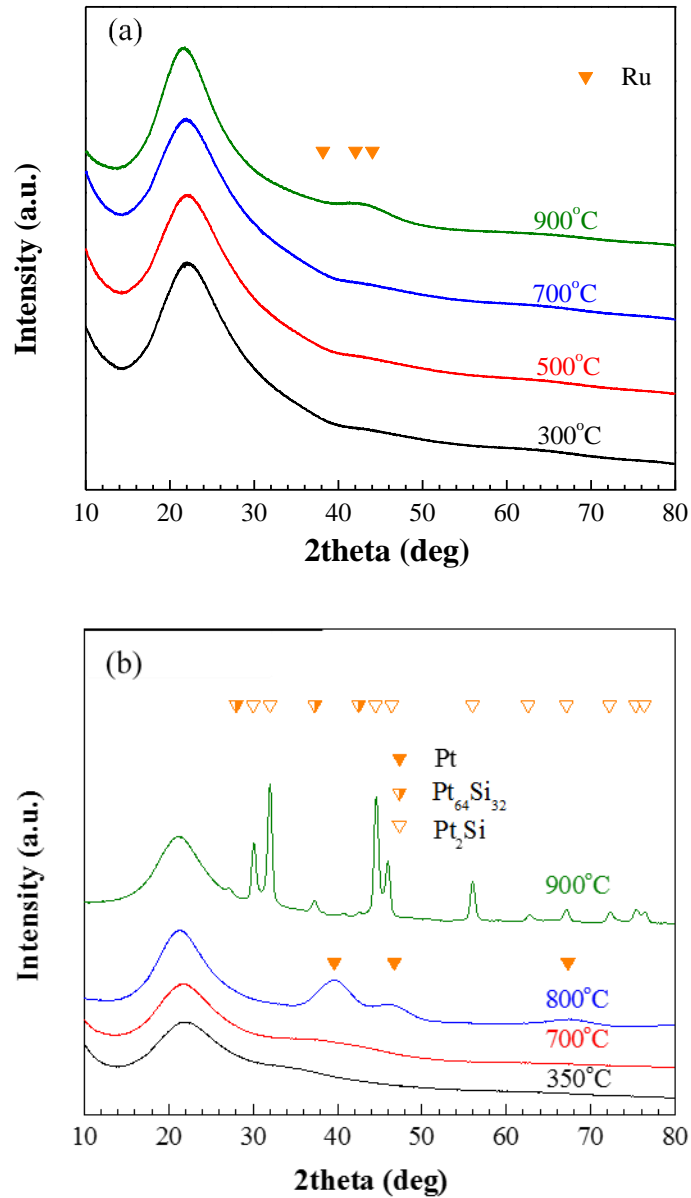 (a)
Ru
900°C
700°C
500°C
300°C
Intensity (a.u.)
10 20 30 40 50 60 70 80
2theta (deg)
(b)
Pt
Pt64Si32
Pt2Si
900°C
800°C
700°C
350°C
Intensity (a.u.)
10 20 30 40 50 60 70 80
2theta (deg)